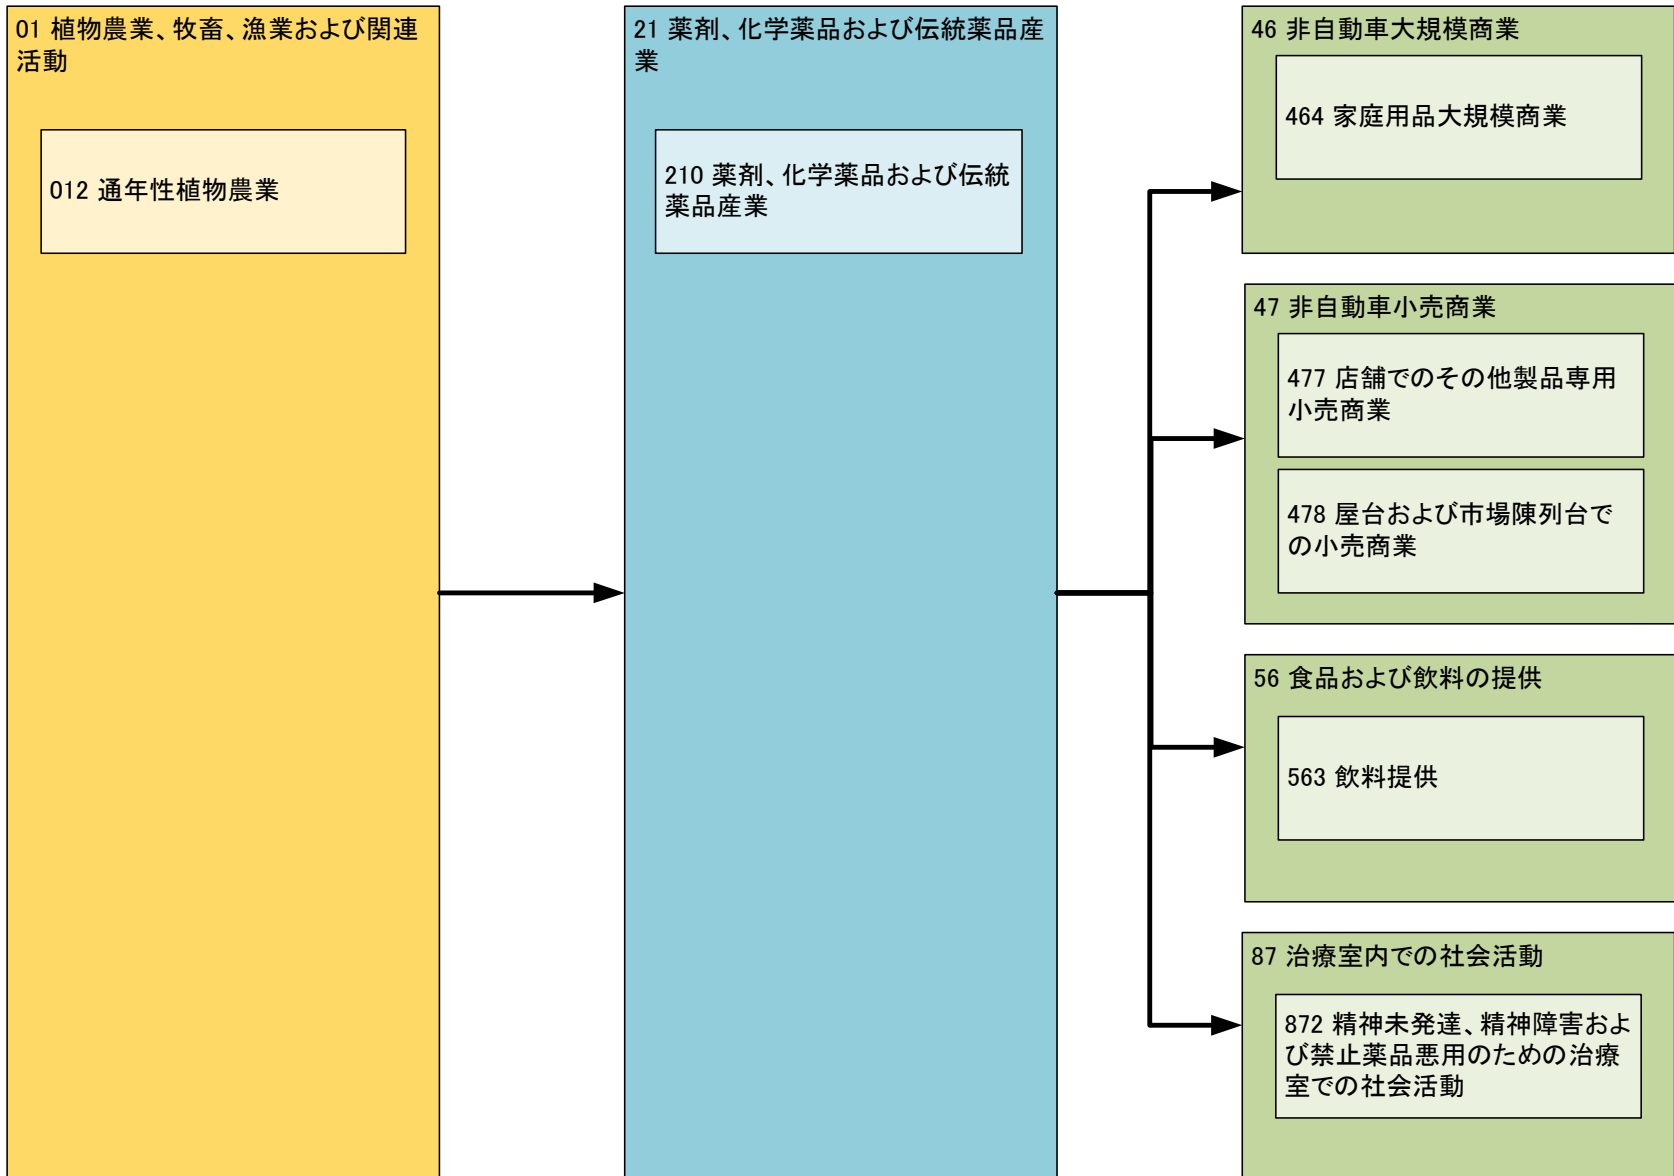 01 植物農業、牧畜、漁業および関連
活動
012 通年性植物農業
21 薬剤、化学薬品および伝統薬品産
業
210 薬剤、化学薬品および伝統
薬品産業
46 非自動車大規模商業
464 家庭用品大規模商業
47 非自動車小売商業
477 店舗でのその他製品専用
小売商業
478 屋台および市場陳列台で
の小売商業
56 食品および飲料の提供
563 飲料提供
87 治療室内での社会活動
872 精神未発達、精神障害およ
び禁止薬品悪用のための治療
室での社会活動